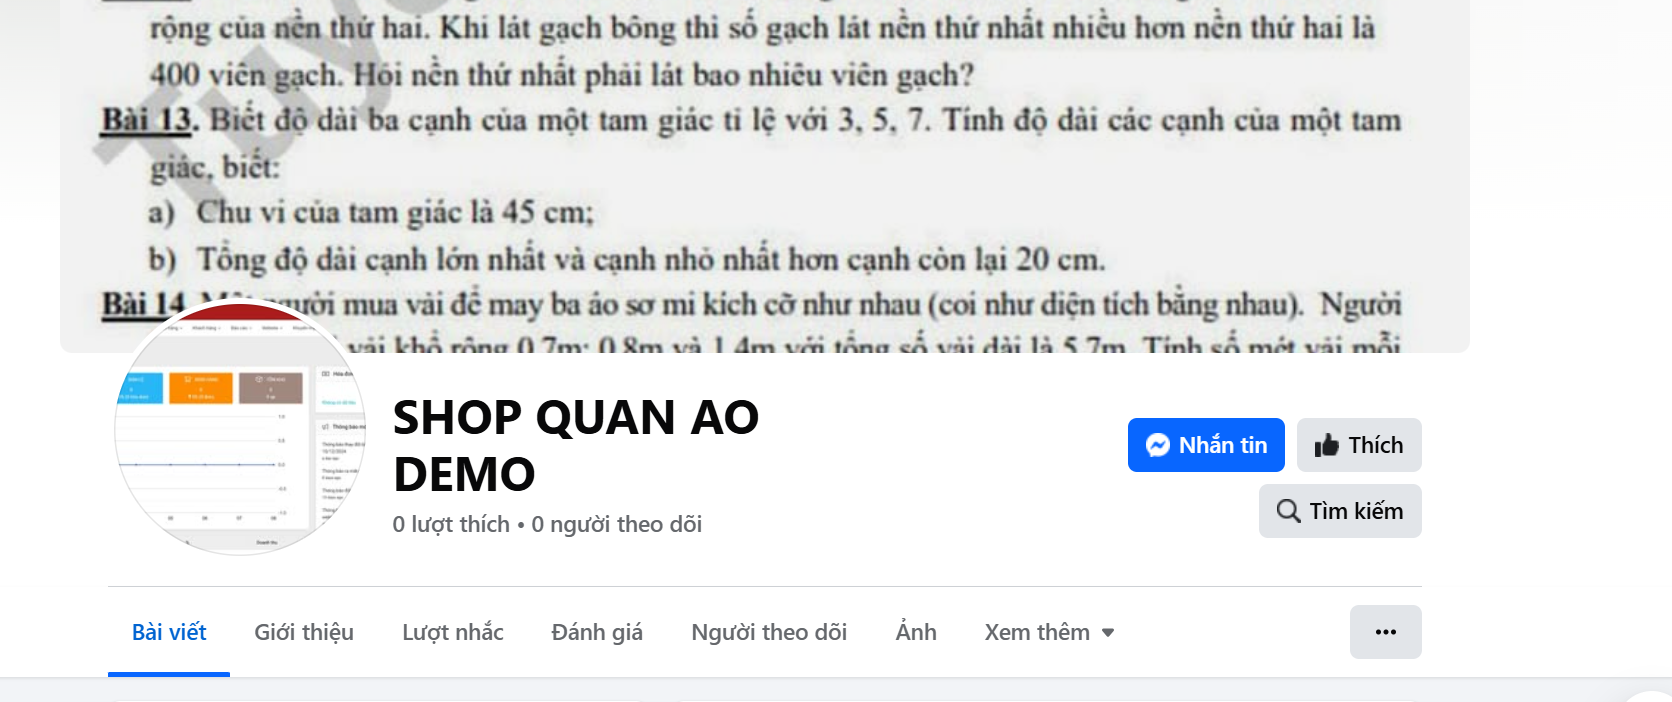 rộng của nền thứ hai. Khi lát gạch bông thì số gạch lát nền thứ nhất nhiều hơn nền thứ hai là
400 viên gạch. Hỏi nền thứ nhất phải lát bao nhiêu viên gạch?
Bài 13. Biết độ dài ba cạnh của một tam giác tỉ lệ với 3, 5, 7. Tính độ dài các cạnh của một tam
giác, biết:
a) Chu vi của tam giác là 45 cm;
b) Tổng độ dài cạnh lớn nhất và cạnh nhỏ nhất hơn cạnh còn lại 20 cm.
Bài 14. Một người mua vải để may ba áo sơ mi kích cỡ như nhau (coi như diện tích bằng nhau). Người
vải khổ rộng 0,7m; 0,8m và 1,4m với tổng số vải dài là 5,7m. Tính số mét vải mỗi
SHOP QUAN AO
DEMO
0 lượt thích • 0 người theo dõi
Nhắn tin
Thích
Tìm kiếm
Bài viết
Giới thiệu
Lượt nhắc
Đánh giá
Người theo dõi
Ảnh
Xem thêm